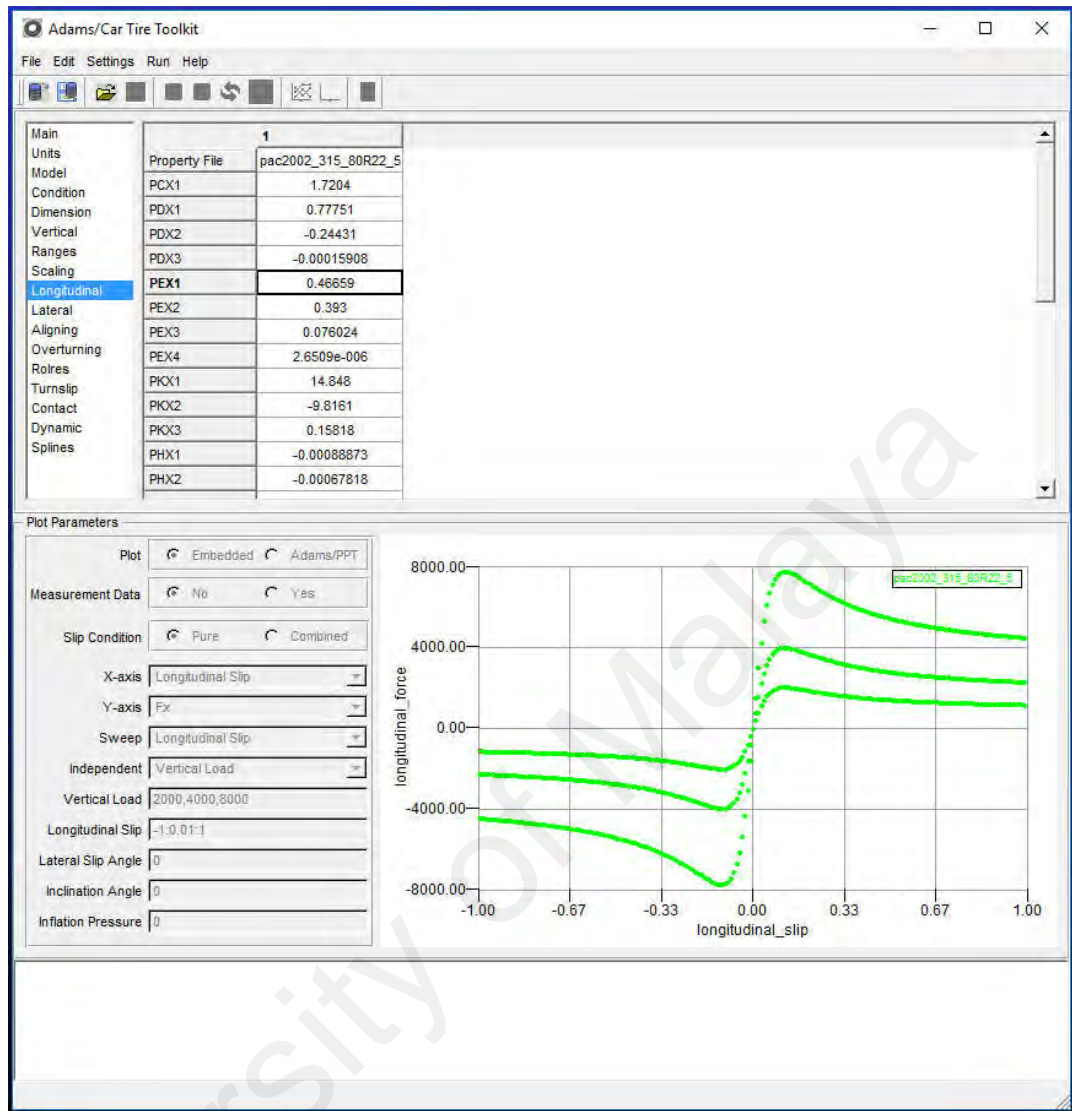 Adams/Car Tire Toolkit
File Edit Settings Run Help
Main
Units
Model
Condition
Dimension
Vertical
Ranges
Scaling
Longitudinal
Lateral
Aligning
Overturning
Rolres
Turnslip
Contact
Dynamic
Splines
1
Property File pac2002_315_80R22_5
PCX1 1.7204
PDX1 0.77751
PDX2 -0.24431
PDX3 -0.00015908
PEX1 0.46659
PEX2 0.393
PEX3 0.076024
PEX4 2.6509e-006
PKX1 14.848
PKX2 -9.8161
PKX3 0.15818
PHX1 -0.00088873
PHX2 -0.00067818
Plot Parameters
Plot Embedded Adams/PPT
Measurement Data No Yes
Slip Condition Pure Combined
X-axis Longitudinal Slip
Y-axis Fx
Sweep Longitudinal Slip
Independent Vertical Load
Vertical Load 2000,4000,8000
Longitudinal Slip -1:0.01:1
Lateral Slip Angle 0
Inclination Angle 0
Inflation Pressure 0
longitudinal_force
8000.00
4000.00
0.00
-4000.00
-8000.00
pac2002_315_80R22_5
-1.00 -0.67 -0.33 0.00 0.33 0.67 1.00
longitudinal_slip
University of Malaya